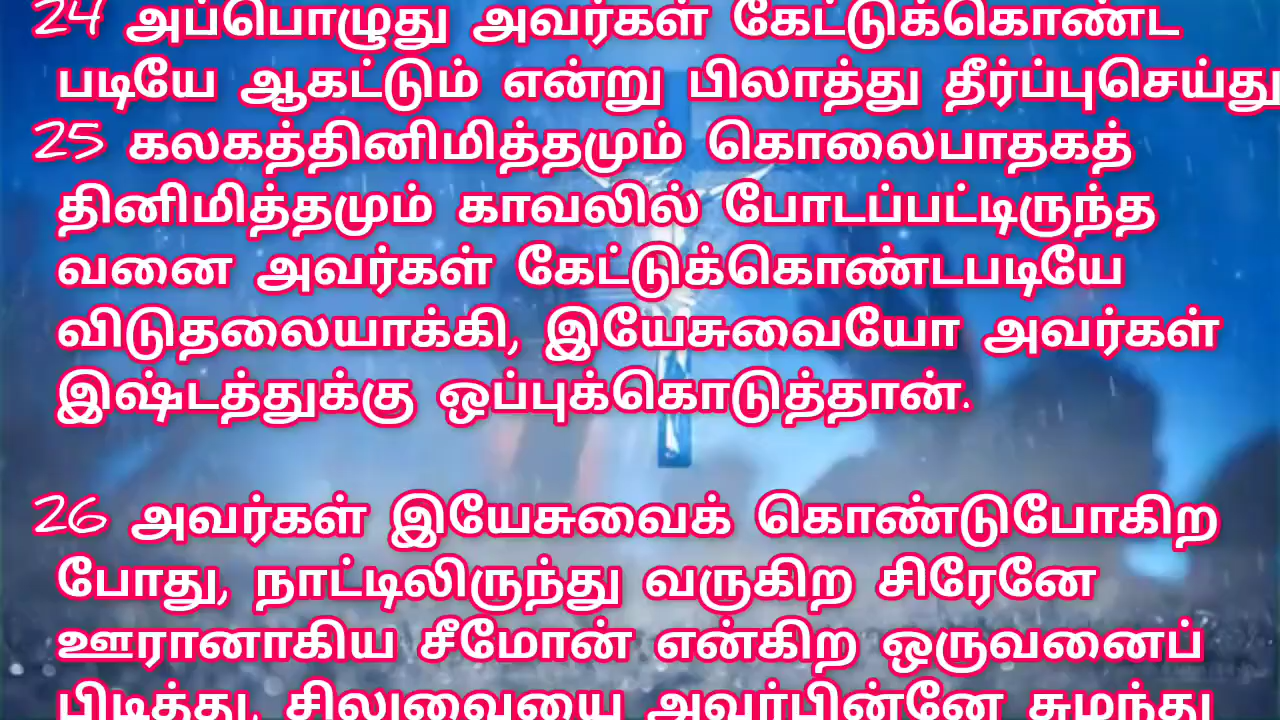 24 அப்பொழுது அவர்கள் கேட்டுக்கொண்ட
படியே ஆகட்டும் என்று பிலாத்து தீர்ப்புசெய்து
25 கலகத்தினிமித்தமும் கொலைபாதகத்
தினிமித்தமும் காவலில் போடப்பட்டிருந்த
வனை அவர்கள் கேட்டுக்கொண்டபடியே
விடுதலையாக்கி, இயேசுவையோ அவர்கள்
இஷ்டத்துக்கு ஒப்புக்கொடுத்தான்.
26 அவர்கள் இயேசுவைக் கொண்டுபோகிற
போது, நாட்டிலிருந்து வருகிற சிரேனே
ஊரானாகிய சீமோன் என்கிற ஒருவனைப்
பிடித்து, சிலுவையை அவர்பின்னே சுமந்து